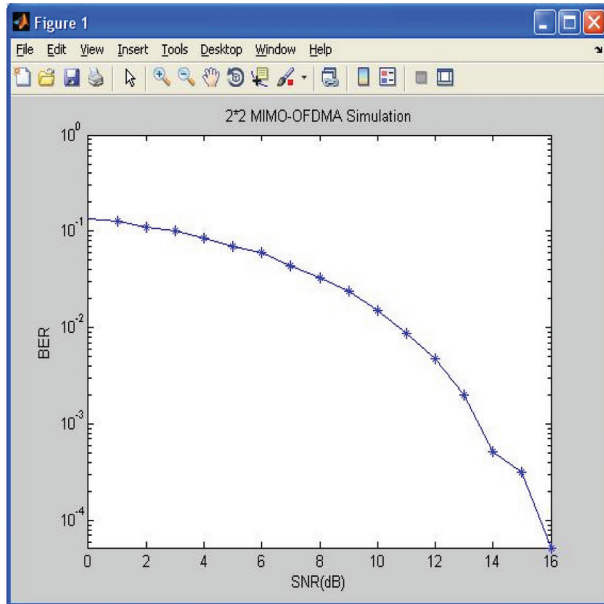 Figure 1
File Edit View Insert Tools Desktop Window Help
2*2 MIMO-OFDMA Simulation
10^0
10^-1
10^-2
10^-3
10^-4
BER
0 2 4 6 8 10 12 14 16
SNR(dB)